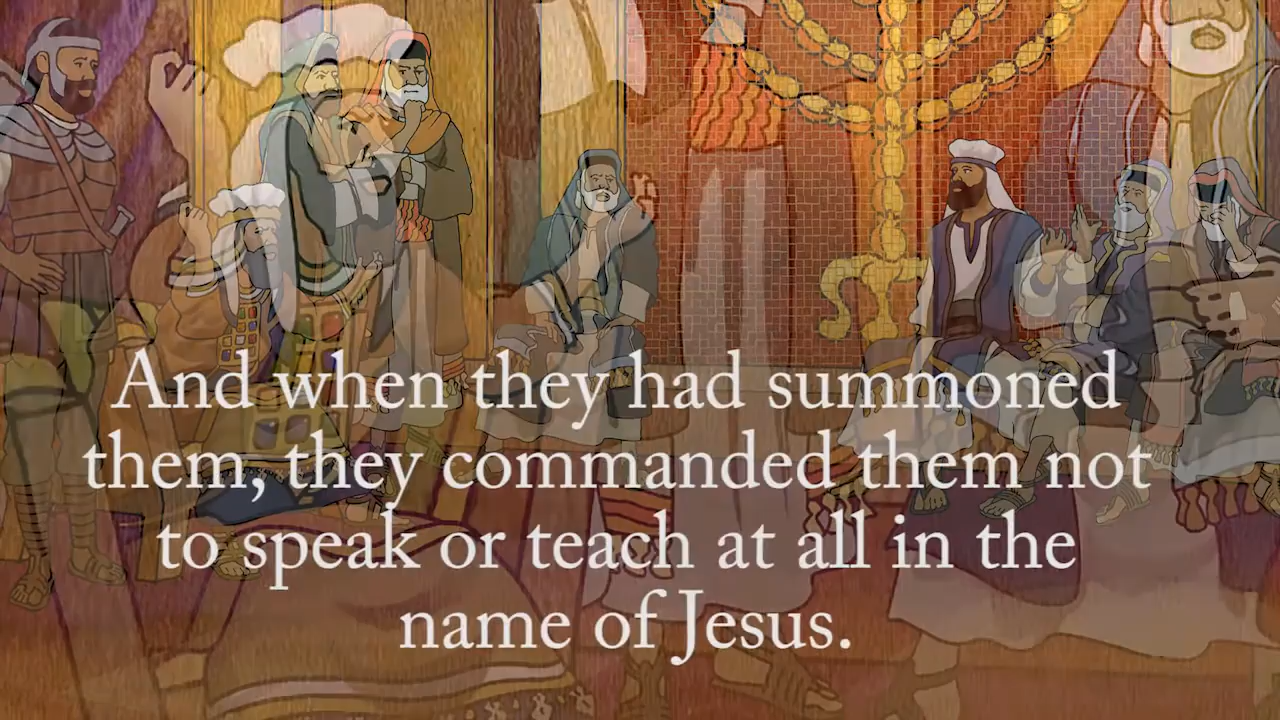 And when they had summoned
them, they commanded them not
to speak or teach at all in the
name of Jesus.